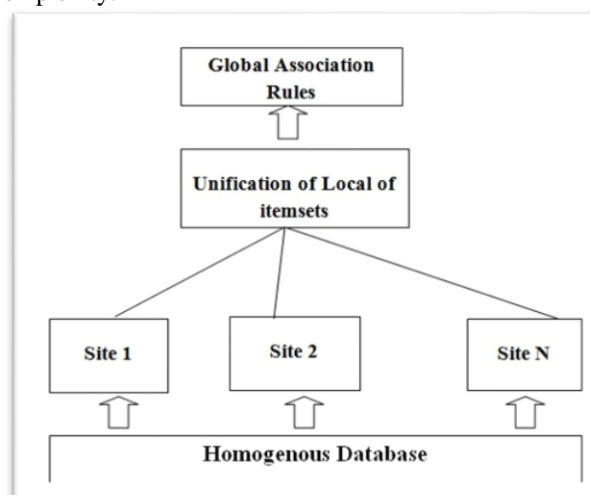 Global Association
Rules
Unification of Local of
itemsets
Site 1
Site 2
Site N
Homogenous Database